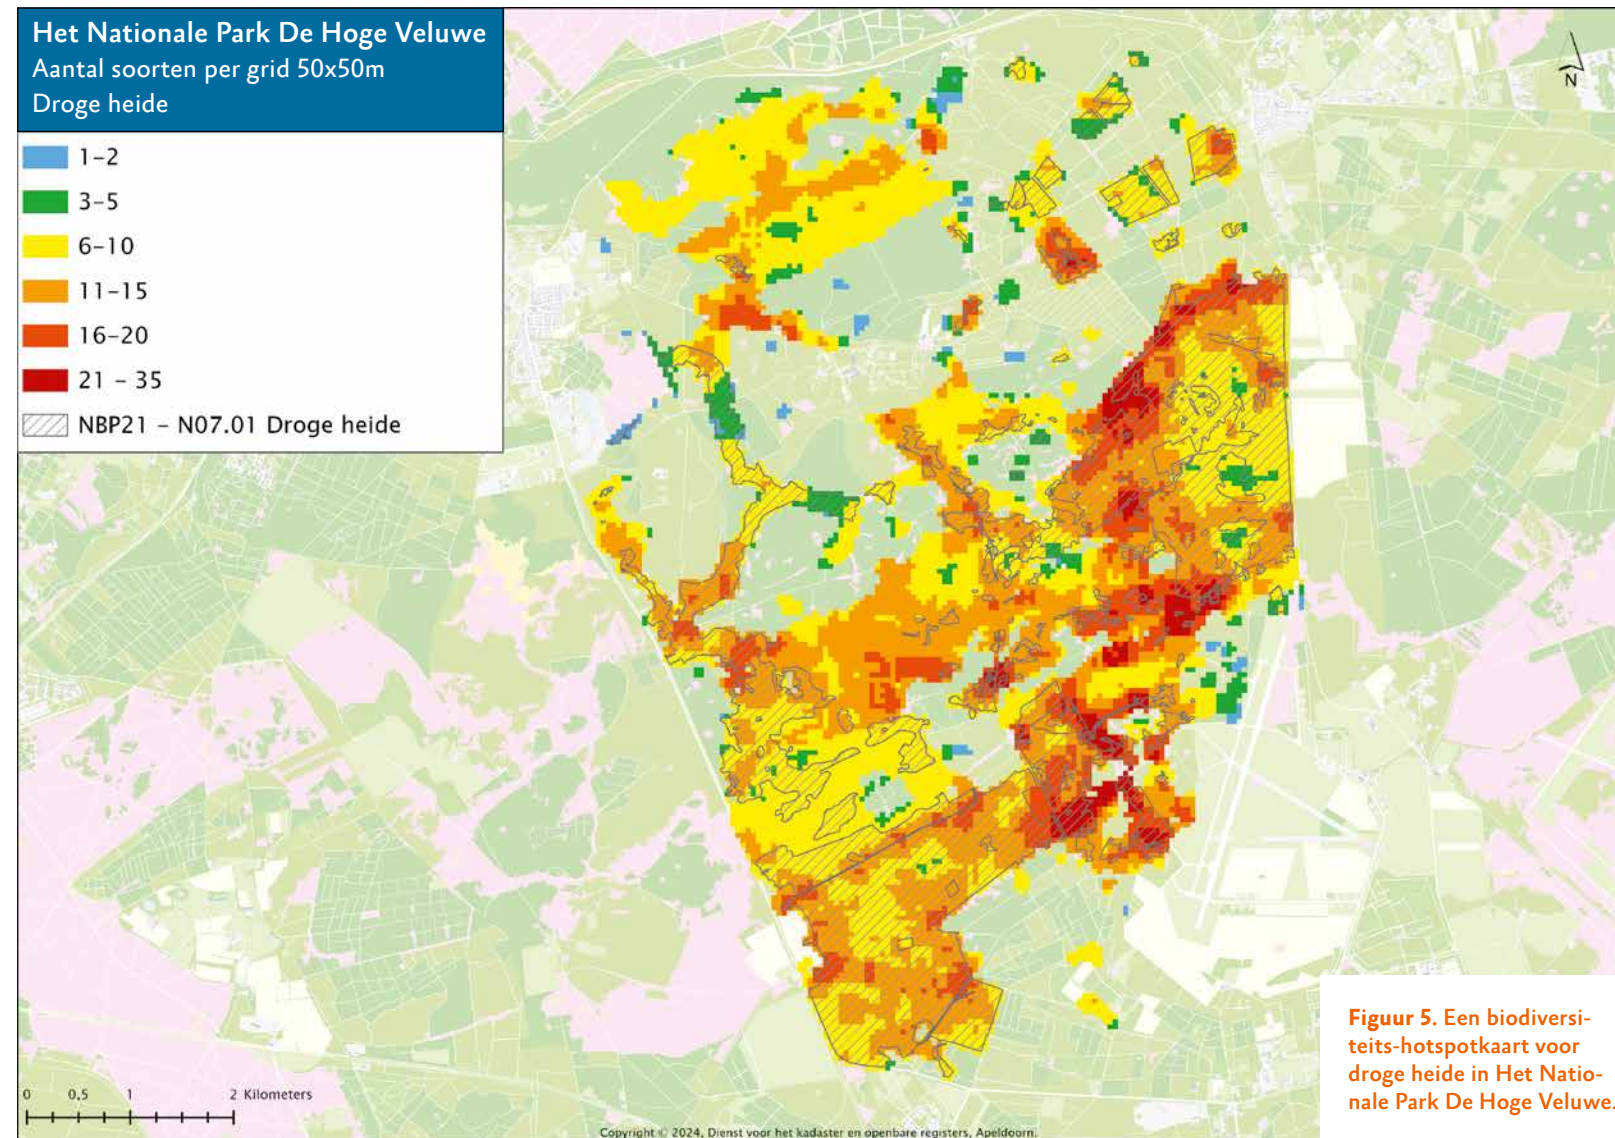 Het Nationale Park De Hoge Veluwe
Aantal soorten per grid 50x50m
Droge heide
1–2
3–5
6–10
11–15
16–20
21 – 35
NBP21 – N07.01 Droge heide
N
0 0,5 1 2 Kilometers
Copyright © 2024, Dienst voor het kadaster en openbare registers, Apeldoorn.
Figuur 5. Een biodiversi-
teits-hotspotkaart voor
droge heide in Het Natio-
nale Park De Hoge Veluwe.